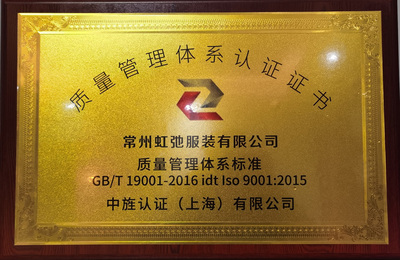 质量管理体系认证证书
常州虹弛服装有限公司
质量管理体系标准
GB/T 19001-2016 idt Iso 9001:2015
中旌认证（上海）有限公司